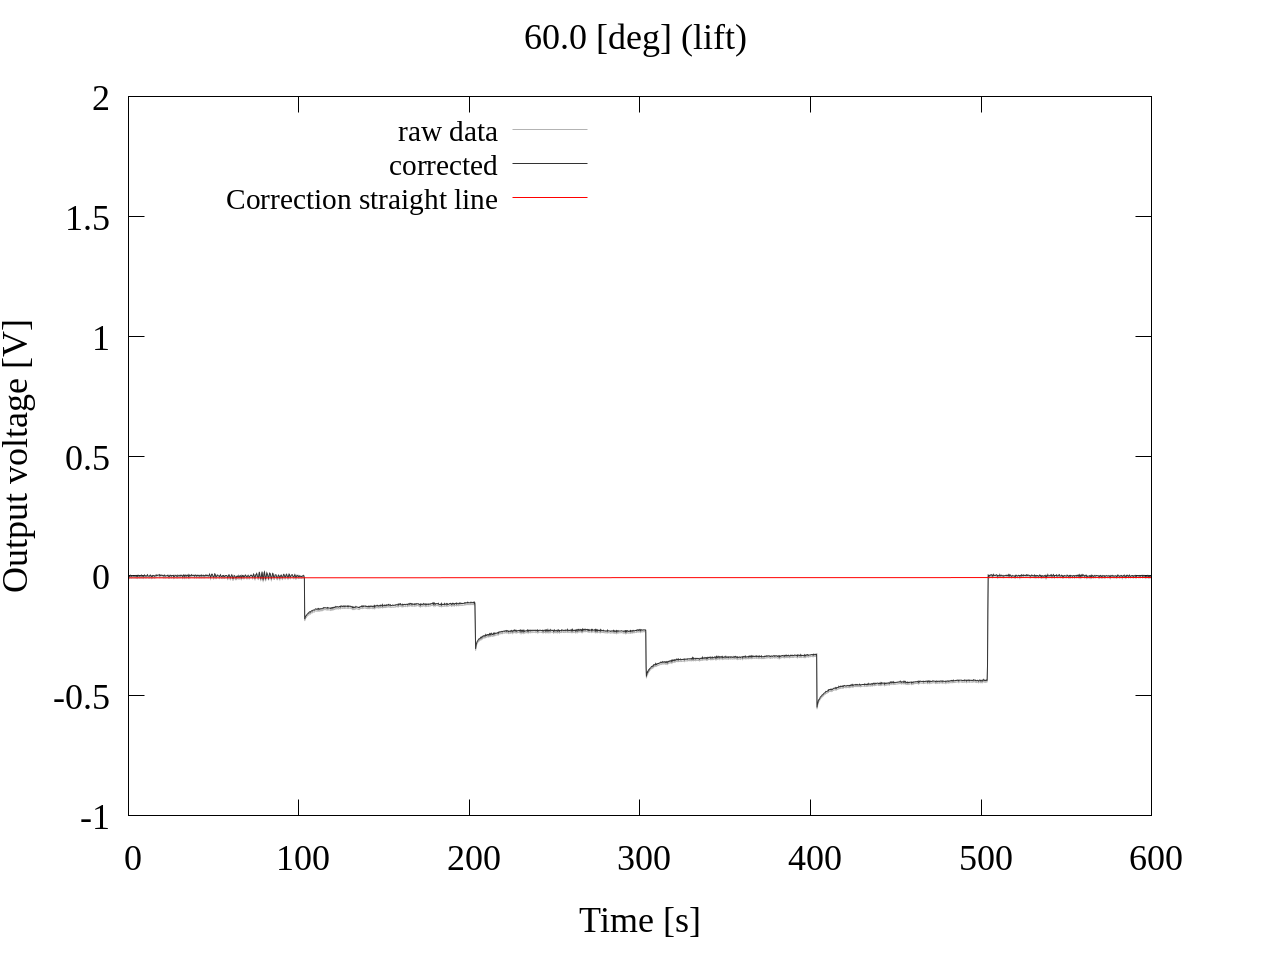 60.0 [deg] (lift)
2
1.5
1
0.5
0
-0.5
-1
raw data
corrected
Correction straight line
Output voltage [V]
0 100 200 300 400 500 600
Time [s]